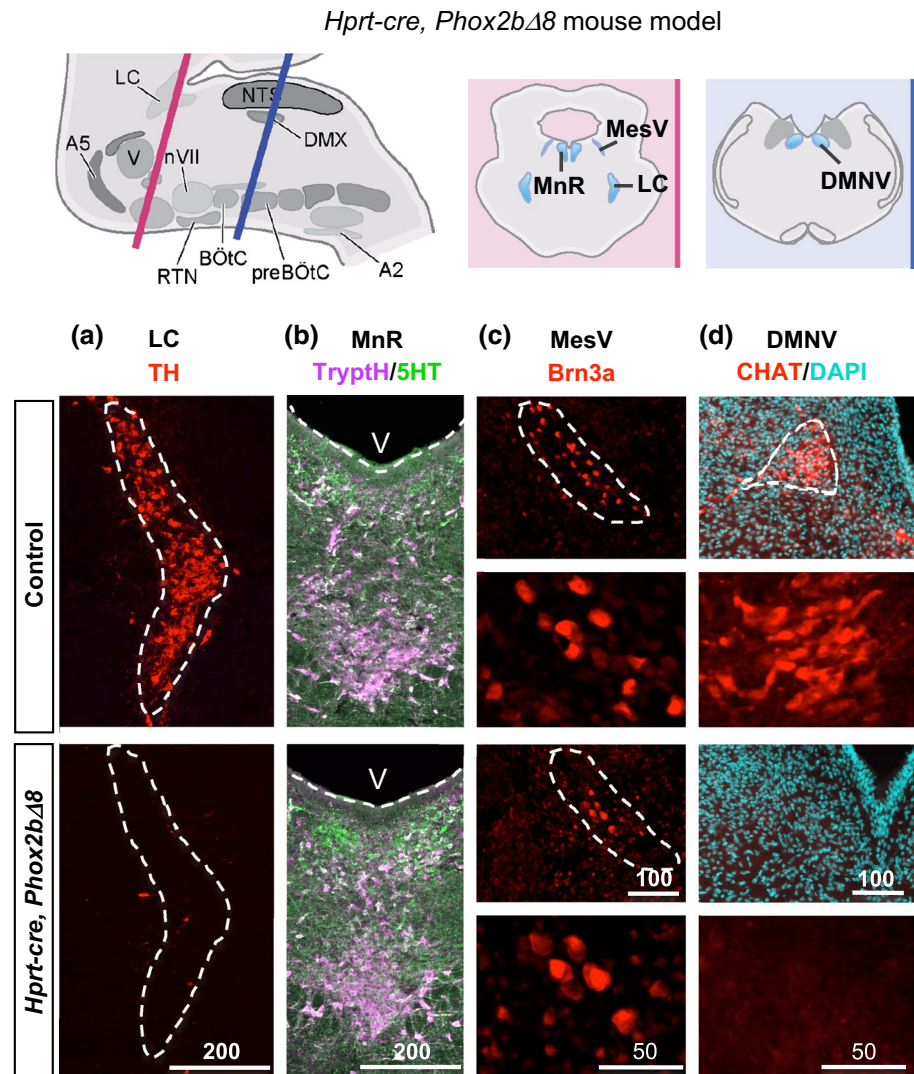 Hprt-cre, Phox2bΔ8 mouse model
LC
NTS
DMX
A5
V
nVII
RTN
BÖtC
preBÖtC
A2
MesV
MnR
LC
DMNV
(a) LC
TH
(b) MnR
TryptH/5HT
(c) MesV
Brn3a
(d) DMNV
CHAT/DAPI
Control
V
Hprt-cre, Phox2bΔ8
V
100
100
200
200
50
50